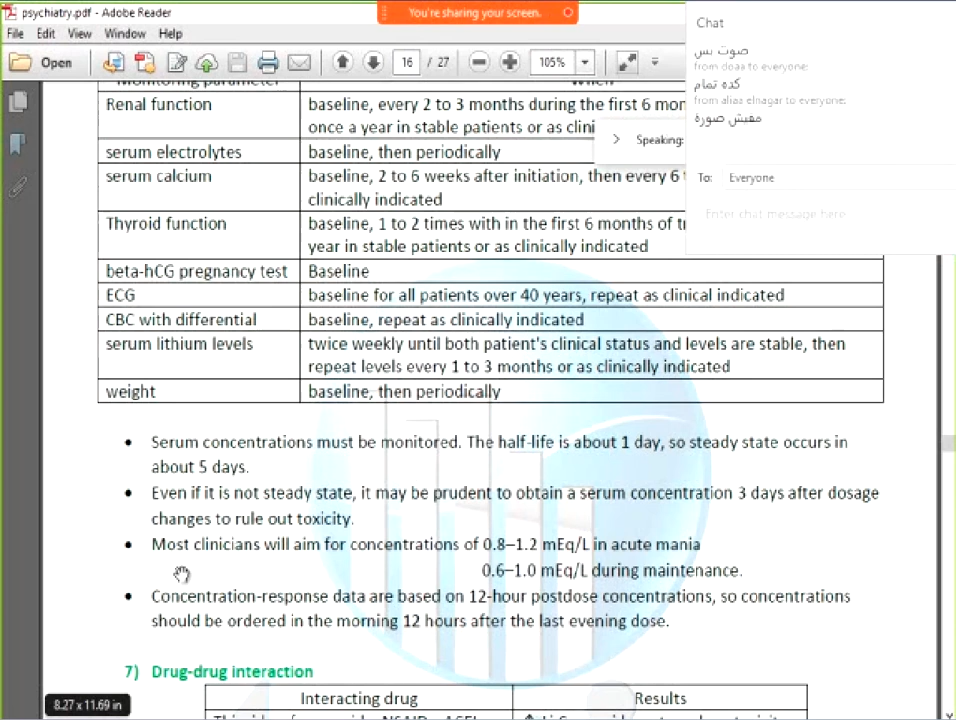 psychiatry.pdf - Adobe Reader
You're sharing your screen.
File Edit View Window Help
Open
16 / 27
105%
Monitoring parameter When
Renal function
baseline, every 2 to 3 months during the first 6 mon
once a year in stable patients or as clini
serum electrolytes
baseline, then periodically
serum calcium
baseline, 2 to 6 weeks after initiation, then every 6
clinically indicated
Thyroid function
baseline, 1 to 2 times with in the first 6 months of
year in stable patients or as clinically indicated
beta-hCG pregnancy test
Baseline
ECG
baseline for all patients over 40 years, repeat as clinical indicated
CBC with differential
baseline, repeat as clinically indicated
serum lithium levels
twice weekly until both patient's clinical status and levels are stable, then
repeat levels every 1 to 3 months or as clinically indicated
weight
baseline, then periodically
Speaking:
Chat
صوت بس
from doaa to everyone:
كده تمام
from aliaa elnagar to everyone:
مفيش صورة
To: Everyone
Enter chat message here
• Serum concentrations must be monitored. The half-life is about 1 day, so steady state occurs in
about 5 days.
• Even if it is not steady state, it may be prudent to obtain a serum concentration 3 days after dosage
changes to rule out toxicity.
• Most clinicians will aim for concentrations of 0.8–1.2 mEq/L in acute mania
0.6–1.0 mEq/L during maintenance.
• Concentration-response data are based on 12-hour postdose concentrations, so concentrations
should be ordered in the morning 12 hours after the last evening dose.
7) Drug-drug interaction
Interacting drug
Results
8.27 x 11.69 in